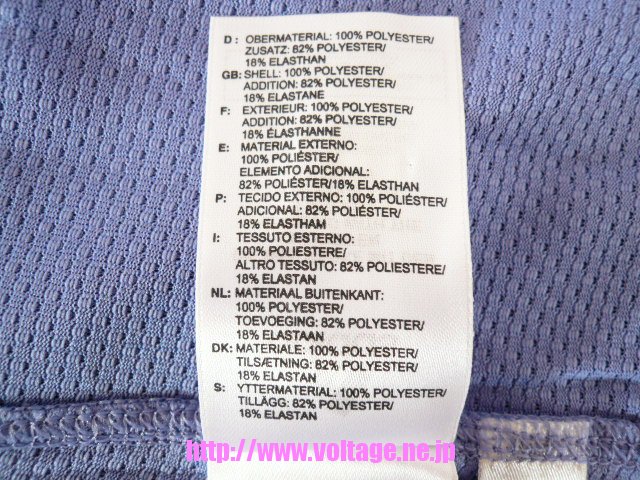 D: OBERMATERIAL: 100% POLYESTER/
ZUSATZ: 82% POLYESTER/
18% ELASTHAN
GB: SHELL: 100% POLYESTER/
ADDITION: 82% POLYESTER/
18% ELASTANE
F: EXTERIEUR: 100% POLYESTER/
ADDITION: 82% POLYESTER/
18% ÉLASTHANNE
E: MATERIAL EXTERNO:
100% POLIÉSTER/
ELEMENTO ADICIONAL:
82% POLIÉSTER/18% ELASTHAN
P: TECIDO EXTERNO: 100% POLIÉSTER/
ADICIONAL: 82% POLIÉSTER/
18% ELASTHAM
I: TESSUTO ESTERNO:
100% POLIESTERE/
ALTRO TESSUTO: 82% POLIESTERE/
18% ELASTAN
NL: MATERIAAL BUITENKANT:
100% POLYESTER/
TOEVOEGING: 82% POLYESTER/
18% ELASTAAN
DK: MATERIALE: 100% POLYESTER/
TILSÆTNING: 82% POLYESTER/
18% ELASTAN
S: YTTERMATERIAL: 100% POLYESTER/
TILLÄGG: 82% POLYESTER/
18% ELASTAN
http://www.voltage.ne.jp